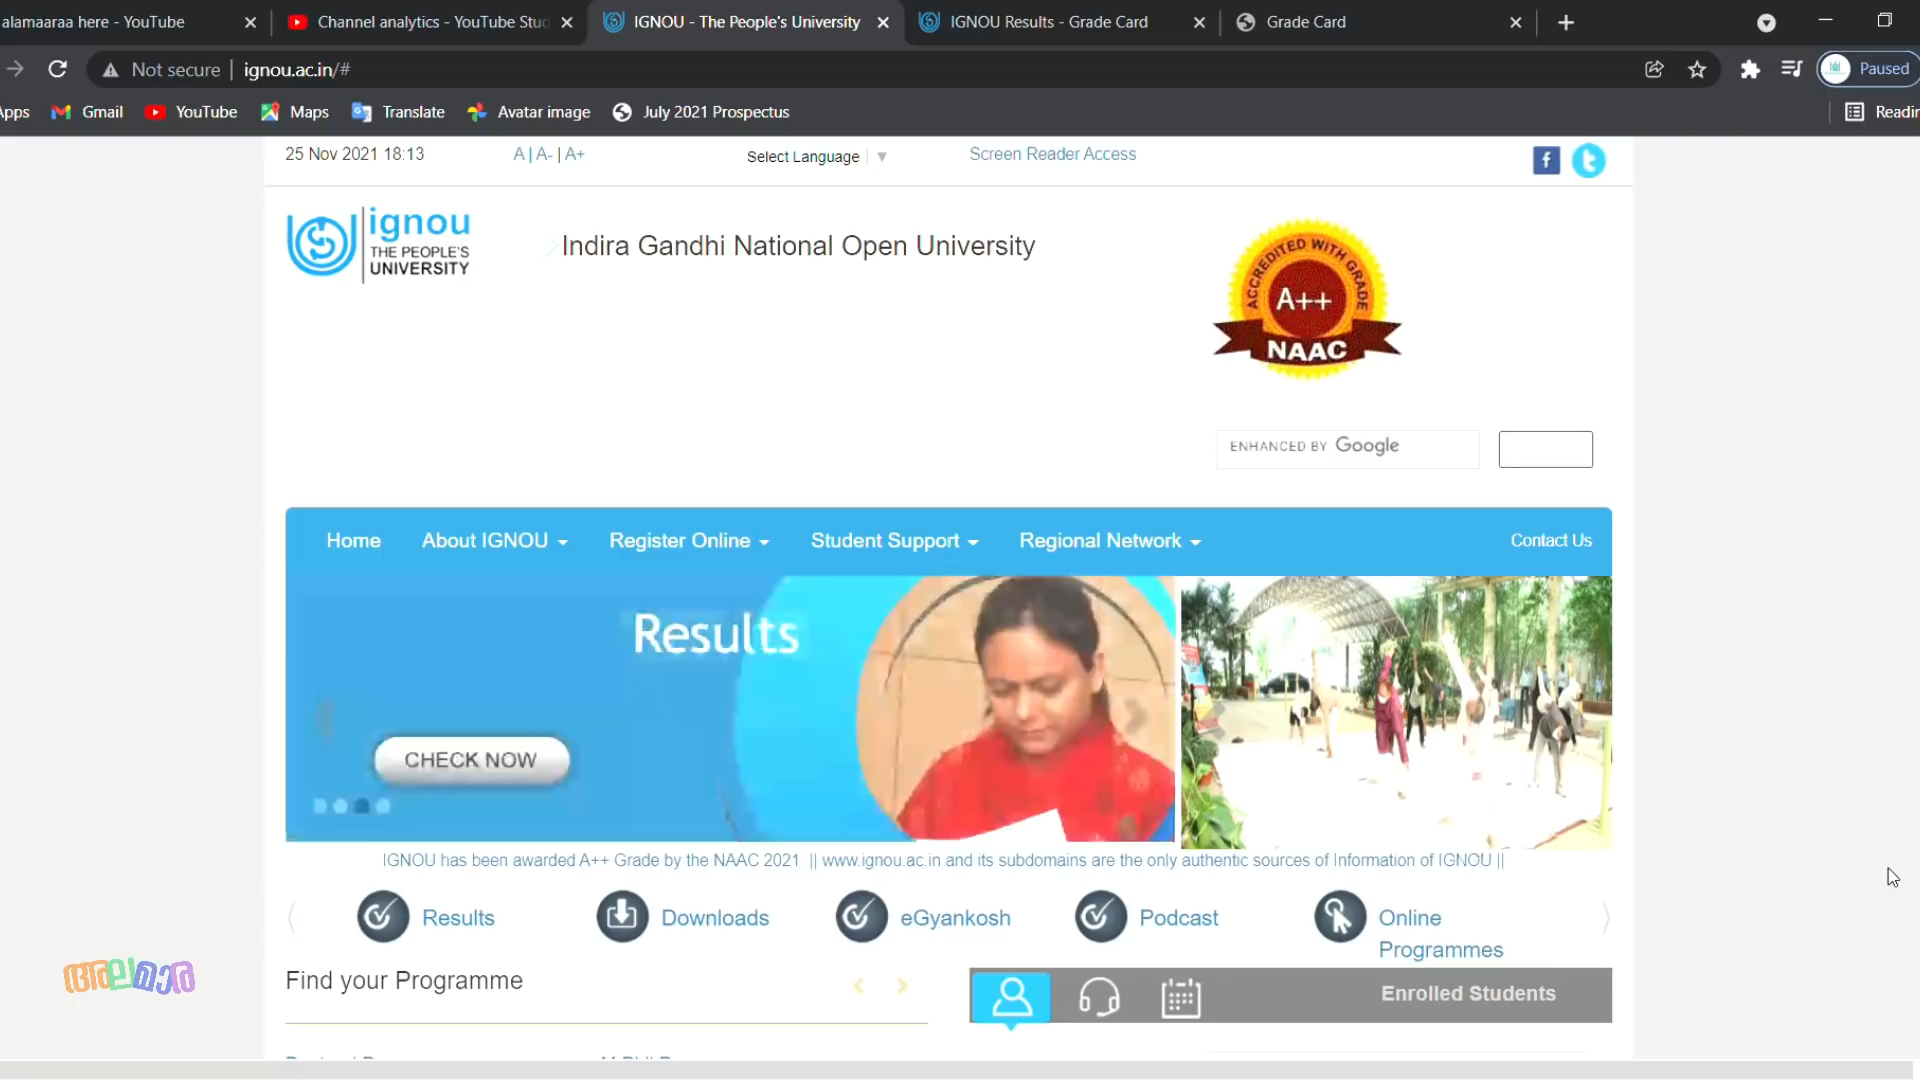 alamaaraa here - YouTube
Channel analytics - YouTube Stud
IGNOU - The People's University
IGNOU Results - Grade Card
Grade Card
Not secure
ignou.ac.in/#
Paused
Apps
Gmail
YouTube
Maps
Translate
Avatar image
July 2021 Prospectus
Readin
25 Nov 2021 18:13
A | A- | A+
Select Language ▼
Screen Reader Access
ignou
THE PEOPLE'S
UNIVERSITY
Indira Gandhi National Open University
ACCREDITED WITH GRADE
A++
NAAC
ENHANCED BY Google
Home
About IGNOU
Register Online
Student Support
Regional Network
Contact Us
Results
CHECK NOW
IGNOU has been awarded A++ Grade by the NAAC 2021 || www.ignou.ac.in and its subdomains are the only authentic sources of Information of IGNOU ||
Results
Downloads
eGyankosh
Podcast
Online
Programmes
അലമാര
Find your Programme
Enrolled Students